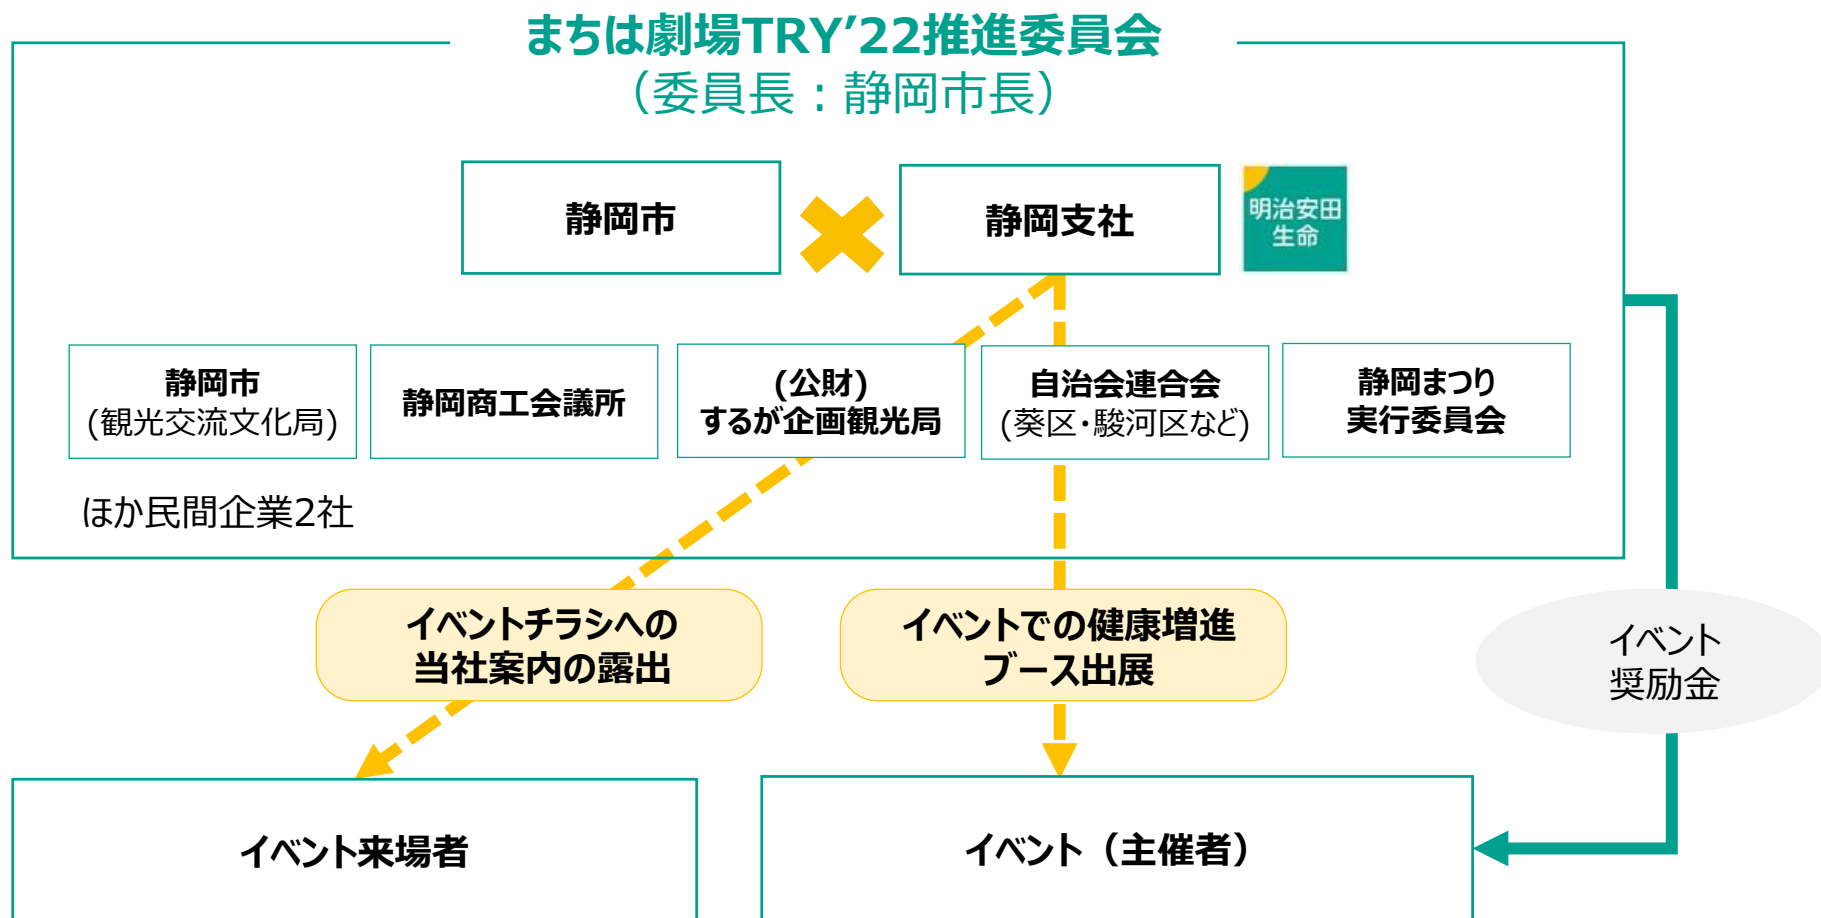 まちは劇場TRY’22推進委員会
（委員長：静岡市長）
静岡市
静岡支社
明治安田
生命
静岡市
(観光交流文化局)
静岡商工会議所
(公財)
するが企画観光局
自治会連合会
(葵区・駿河区など)
静岡まつり
実行委員会
ほか民間企業2社
イベントチラシへの
当社案内の露出
イベントでの健康増進
ブース出展
イベント
奨励金
イベント来場者
イベント（主催者）